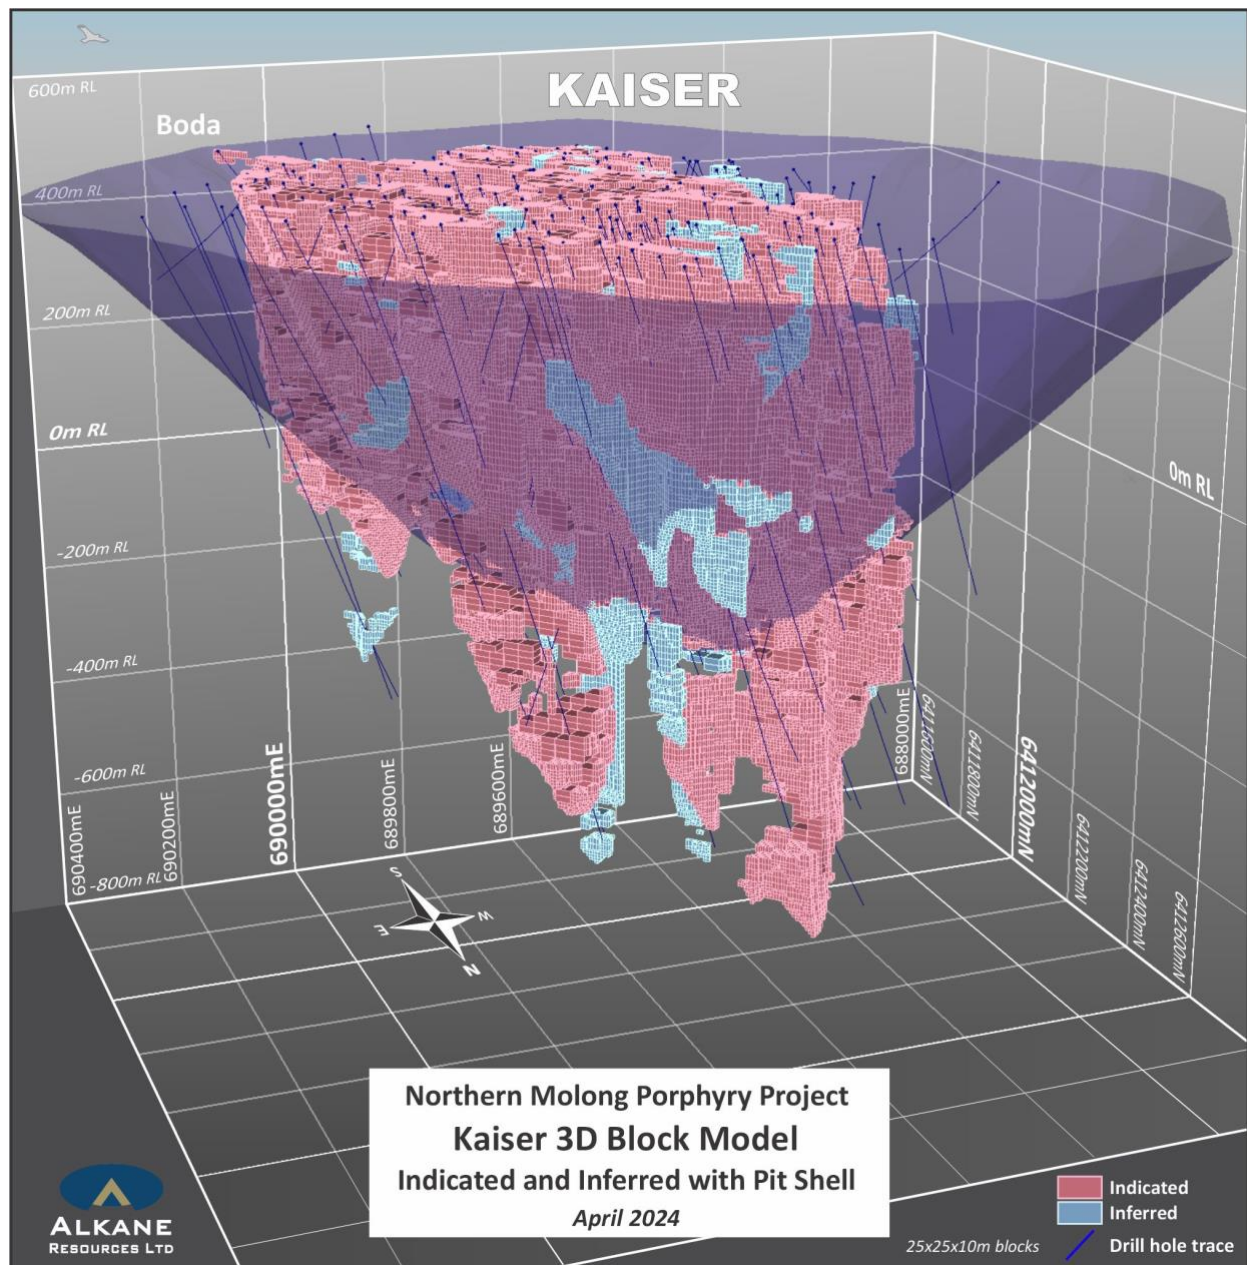 KAISER
600m RL
Boda
400m RL
200m RL
0m RL
0m RL
-200m RL
-400m RL
-600m RL
-800m RL
690400mE
690200mE
690000mE
689800mE
689600mE
688000mE
6411600mN
6411800mN
6412000mN
6412200mN
6412400mN
6412600mN
S
W
E
N
Northern Molong Porphyry Project
Kaiser 3D Block Model
Indicated and Inferred with Pit Shell
April 2024
ALKANE
RESOURCES LTD
Indicated
Inferred
25x25x10m blocks
Drill hole trace